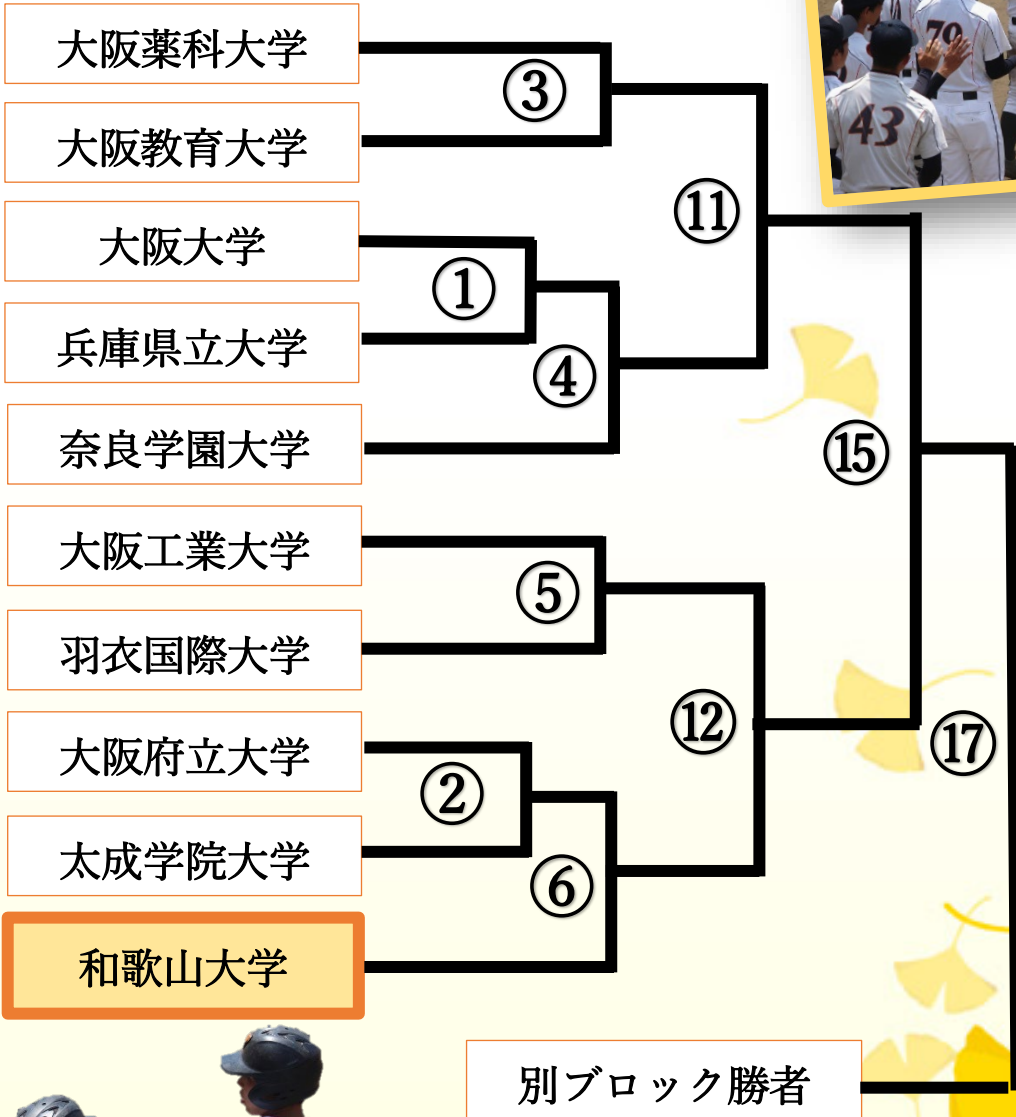 大阪薬科大学
③
大阪教育大学
大阪大学
①
兵庫県立大学
④
奈良学園大学
⑪
大阪工業大学
⑤
羽衣国際大学
大阪府立大学
②
太成学院大学
⑥
和歌山大学
⑫
⑮
⑰
別ブロック勝者
43
79